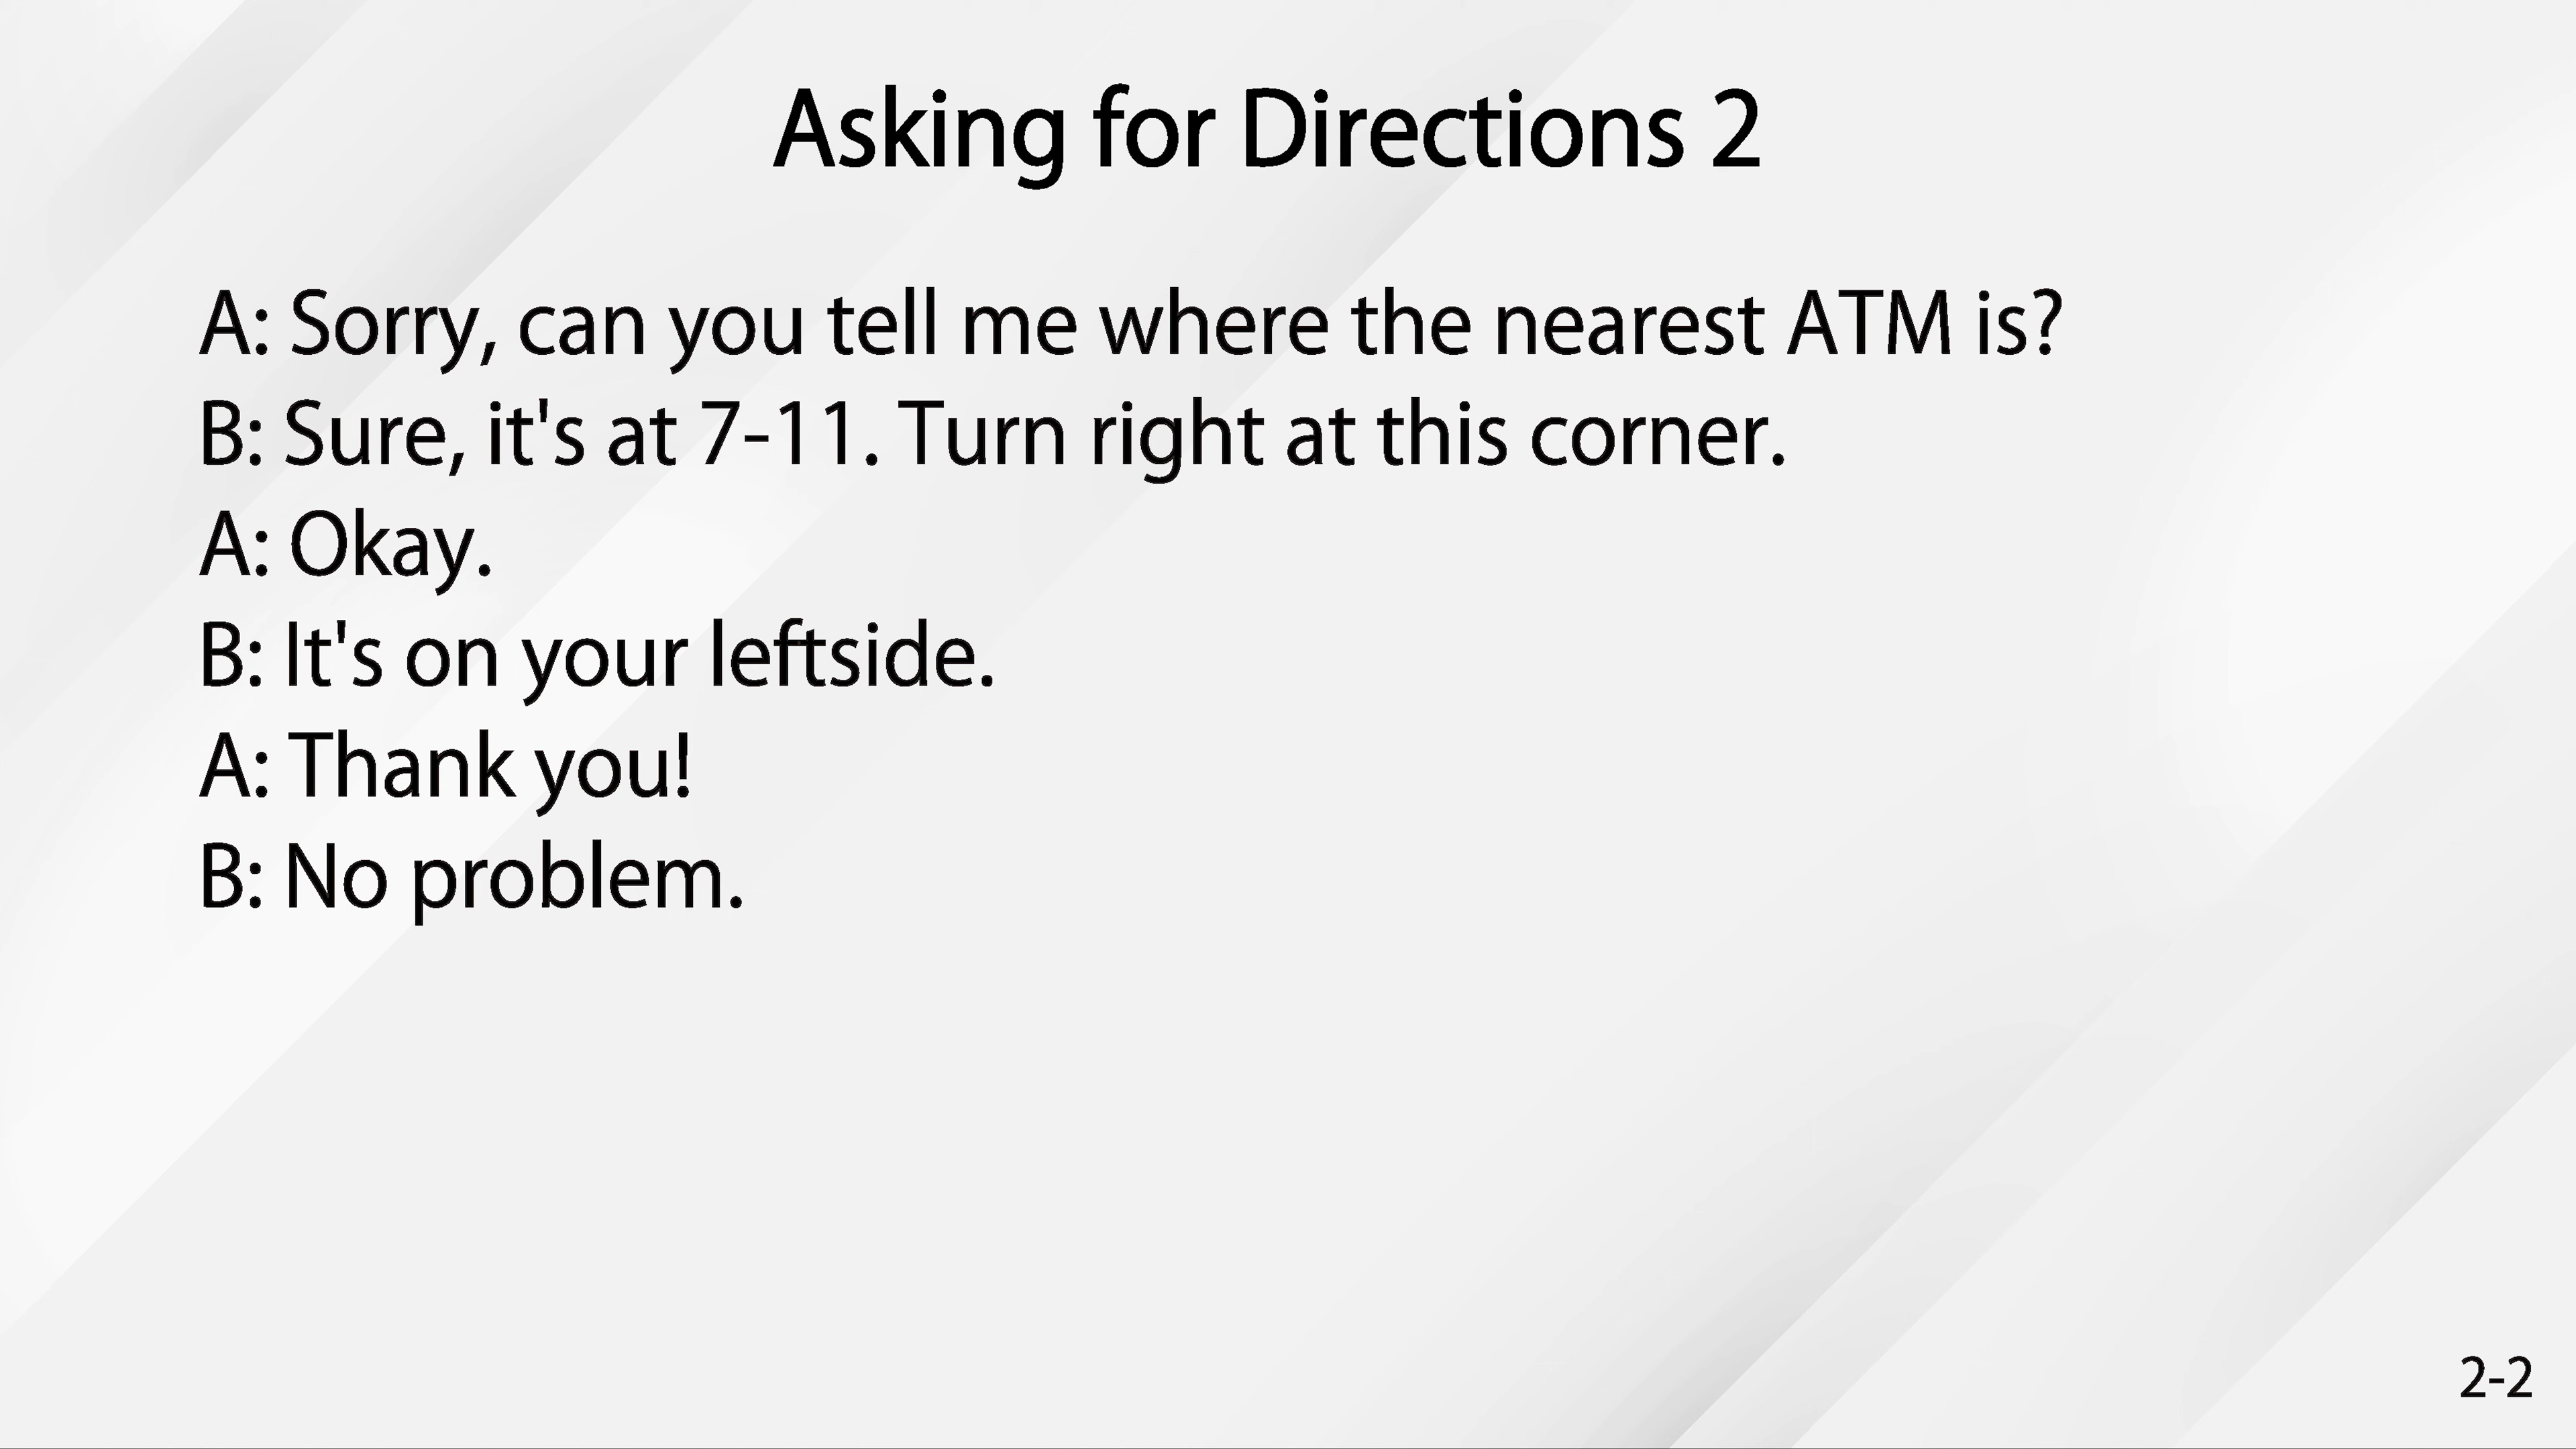 Asking for Directions 2
A: Sorry, can you tell me where the nearest ATM is?
B: Sure, it's at 7-11. Turn right at this corner.
A: Okay.
B: It's on your leftside.
A: Thank you!
B: No problem.
2-2